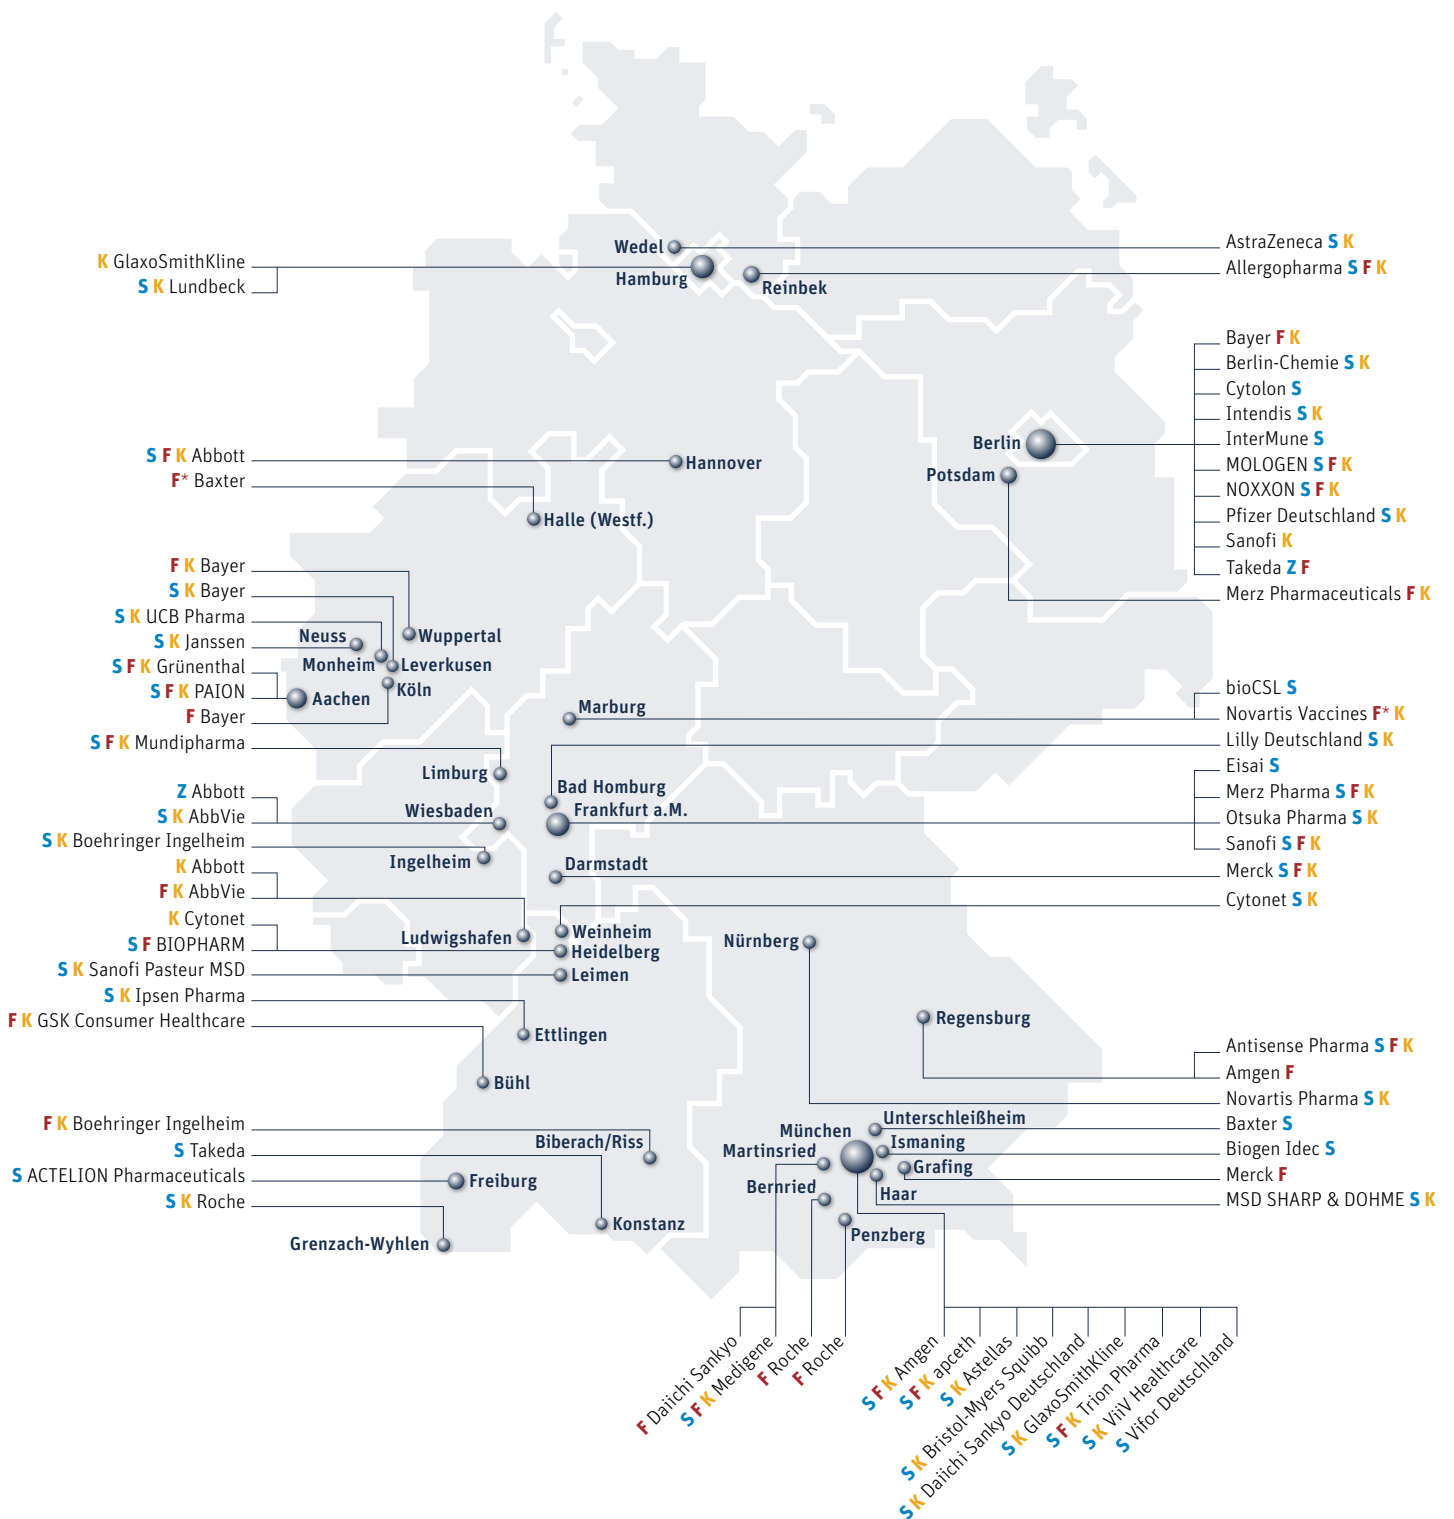 K GlaxoSmithKline
S K Lundbeck
S F K Abbott
F* Baxter
F K Bayer
S K Bayer
S K UCB Pharma
S K Janssen
S F K Grünenthal
S F K PAION
F Bayer
S F K Mundipharma
Z Abbott
S K AbbVie
S K Boehringer Ingelheim
K Abbott
F K AbbVie
K Cytonet
S F BIOPHARM
S K Sanofi Pasteur MSD
S K Ipsen Pharma
F K GSK Consumer Healthcare
F K Boehringer Ingelheim
S Takeda
S ACTELION Pharmaceuticals
S K Roche
Wedel
Hamburg
Reinbek
Hannover
Halle (Westf.)
Berlin
Potsdam
Neuss
Wuppertal
Monheim
Leverkusen
Köln
Aachen
Marburg
Limburg
Bad Homburg
Wiesbaden
Frankfurt a.M.
Ingelheim
Darmstadt
Ludwigshafen
Weinheim
Heidelberg
Leimen
Nürnberg
Ettlingen
Regensburg
Bühl
Biberach/Riss
Freiburg
Konstanz
Grenzach-Wyhlen
Unterschleißheim
München
Ismaning
Martinsried
Grafing
Bernried
Haar
Penzberg
AstraZeneca S K
Allergopharma S F K
Bayer F K
Berlin-Chemie S K
Cytolon S
Intendis S K
InterMune S
MOLOGEN S F K
NOXXON S F K
Pfizer Deutschland S K
Sanofi K
Takeda Z F
Merz Pharmaceuticals F K
bioCSL S
Novartis Vaccines F* K
Lilly Deutschland S K
Eisai S
Merz Pharma S F K
Otsuka Pharma S K
Sanofi S F K
Merck S F K
Cytonet S K
Antisense Pharma S F K
Amgen F
Novartis Pharma S K
Baxter S
Biogen Idec S
Merck F
MSD SHARP & DOHME S K
F Daiichi Sankyo
S F K Medigene
F Roche
F Roche
S F K Amgen
S F K apceth
S K Astellas
S K Bristol-Myers Squibb
S K Daiichi Sankyo Deutschland
S K GlaxoSmithKline
S F K Trion Pharma
S K ViiV Healthcare
S Vifor Deutschland